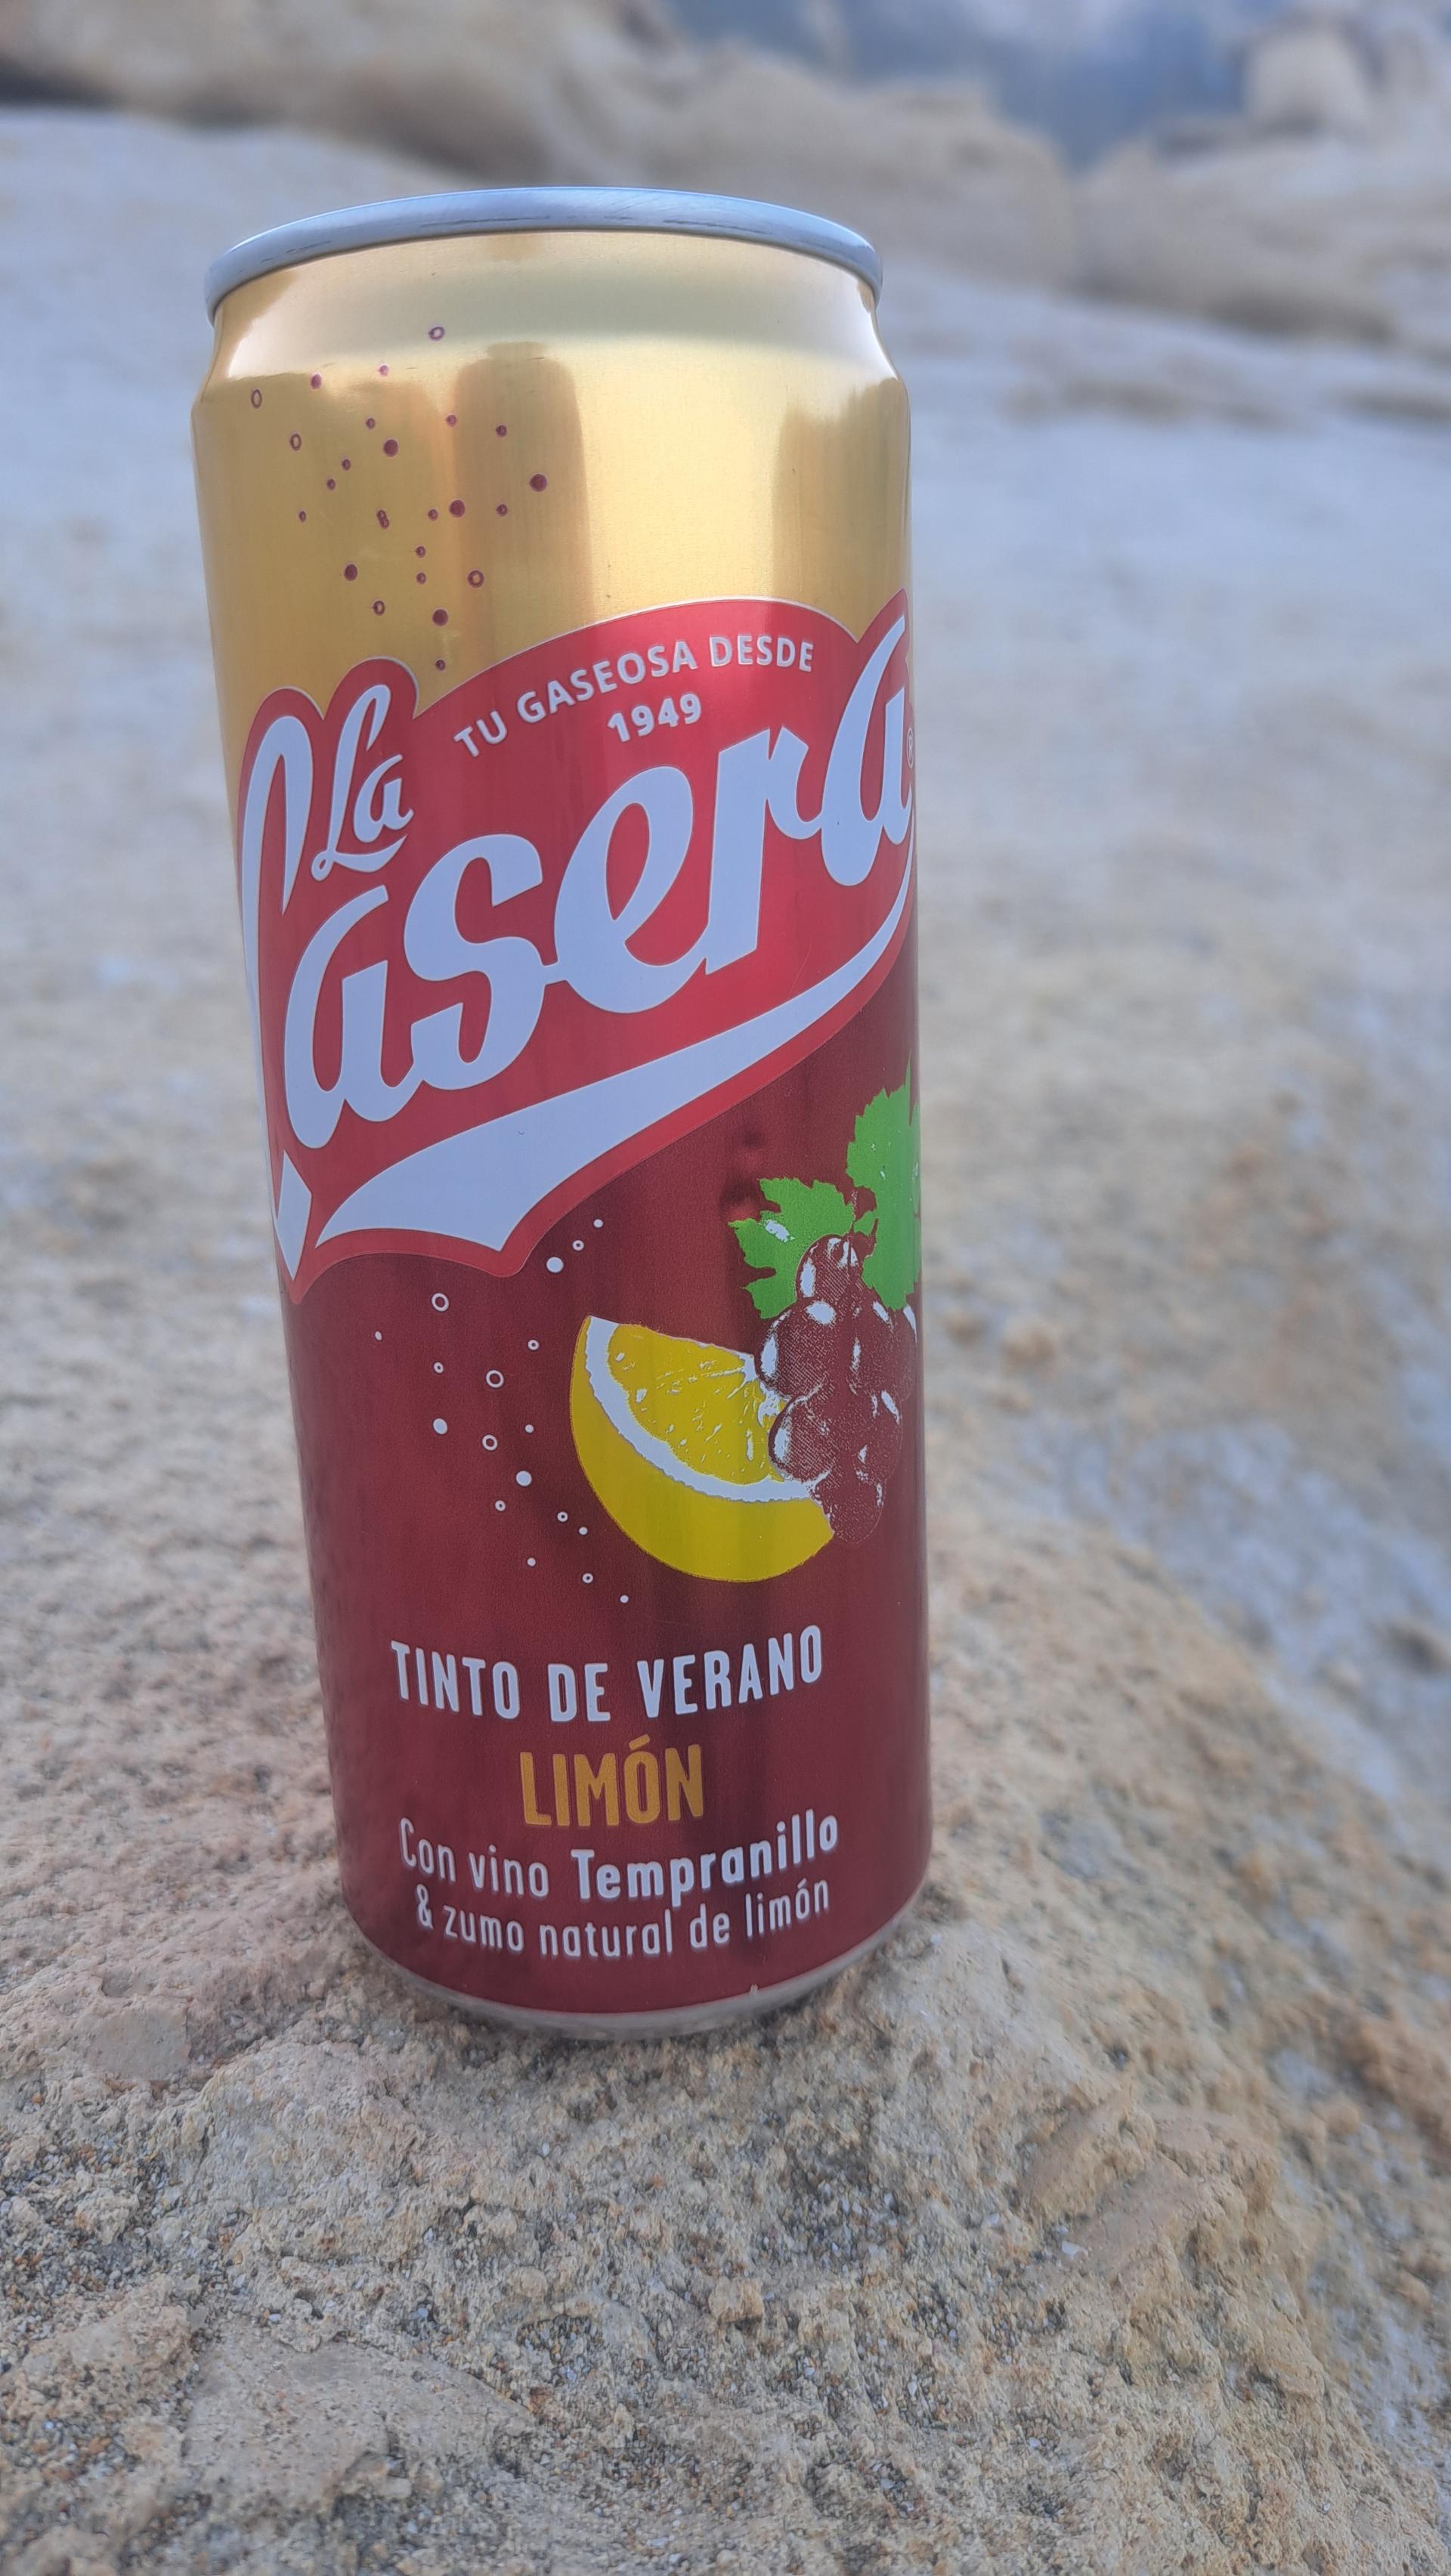 TU GASEOSA DESDE
1949
La
Casera®
TINTO DE VERANO
LIMÓN
Con vino Tempranillo
& zumo natural de limón